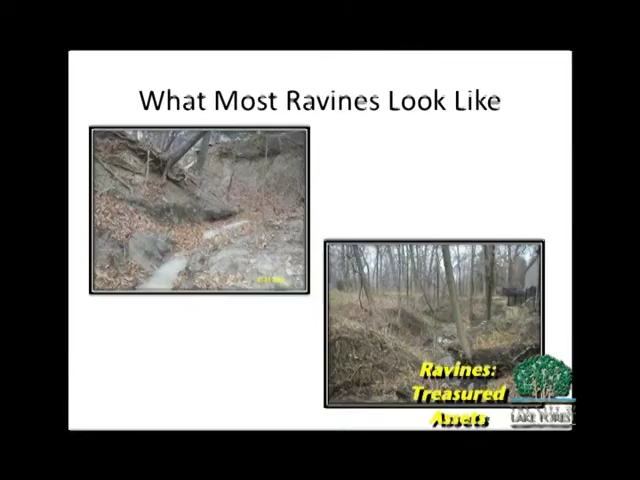 What Most Ravines Look Like
Ravines:
Treasured
Assets
LAKE FOREST